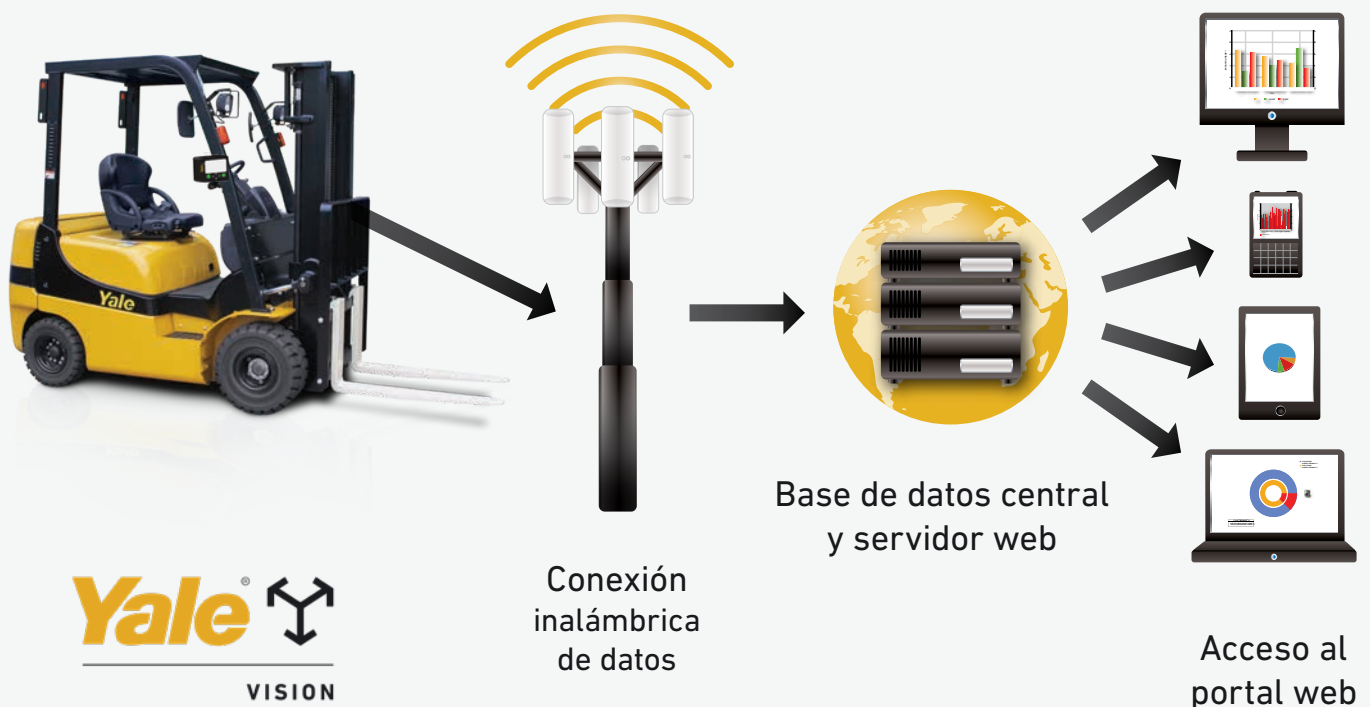 Yale
Yale®
VISION
Conexión
inalámbrica
de datos
Base de datos central
y servidor web
Acceso al
portal web